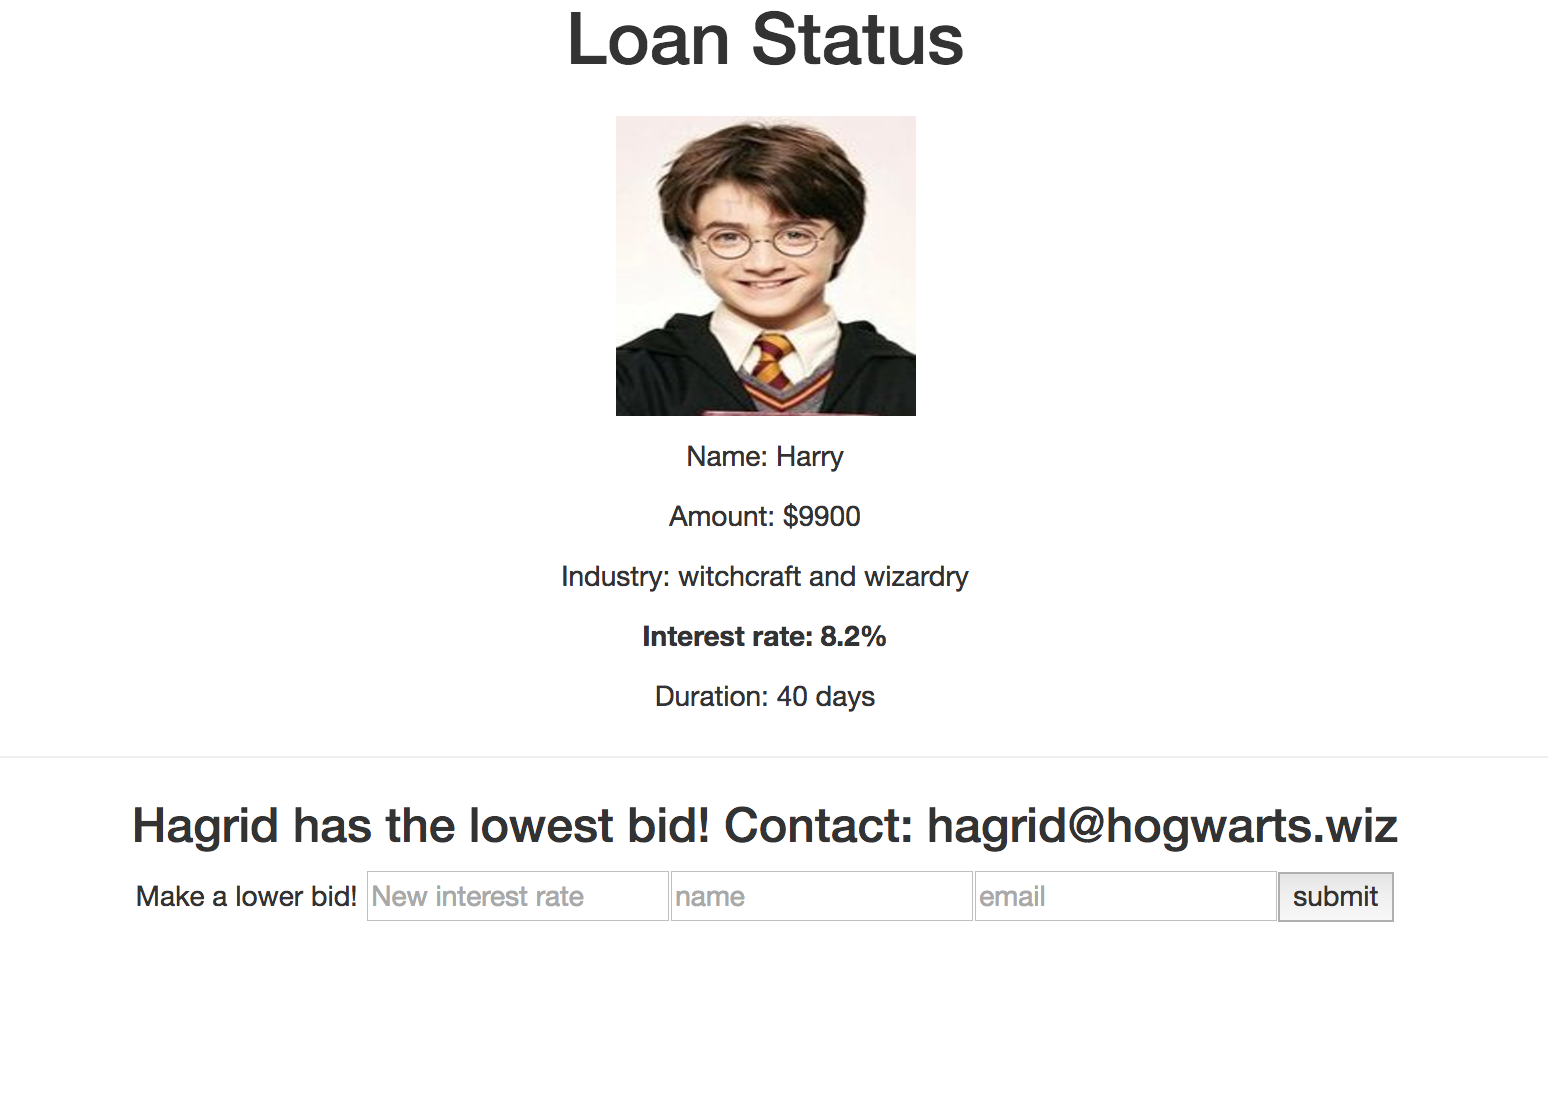 Loan Status
Name: Harry
Amount: $9900
Industry: witchcraft and wizardry
Interest rate: 8.2%
Duration: 40 days
Hagrid has the lowest bid! Contact: hagrid@hogwarts.wiz
Make a lower bid! New interest rate name email submit